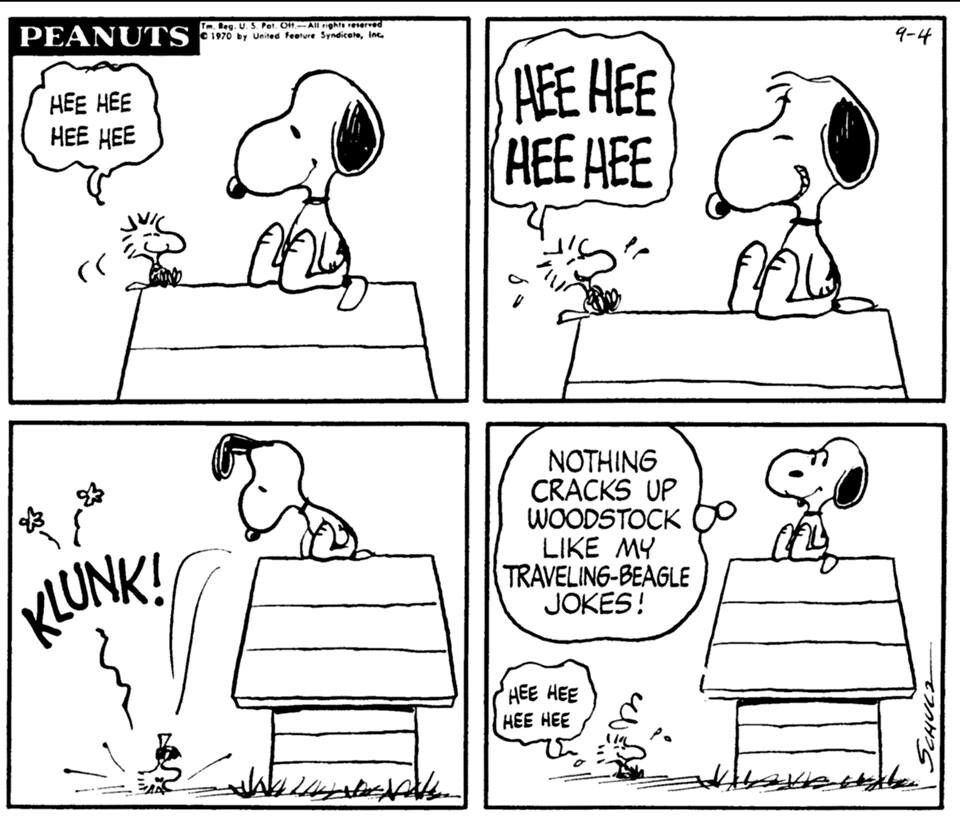 PEANUTS
Tm. Reg. U. S. Pat. Off.—All rights reserved
© 1970 by United Feature Syndicate, Inc.
HEE HEE
HEE HEE
9-4
HEE HEE
HEE HEE
KLUNK!
NOTHING
CRACKS UP
WOODSTOCK
LIKE MY
TRAVELING-BEAGLE
JOKES!
HEE HEE
HEE HEE
SCHULZ